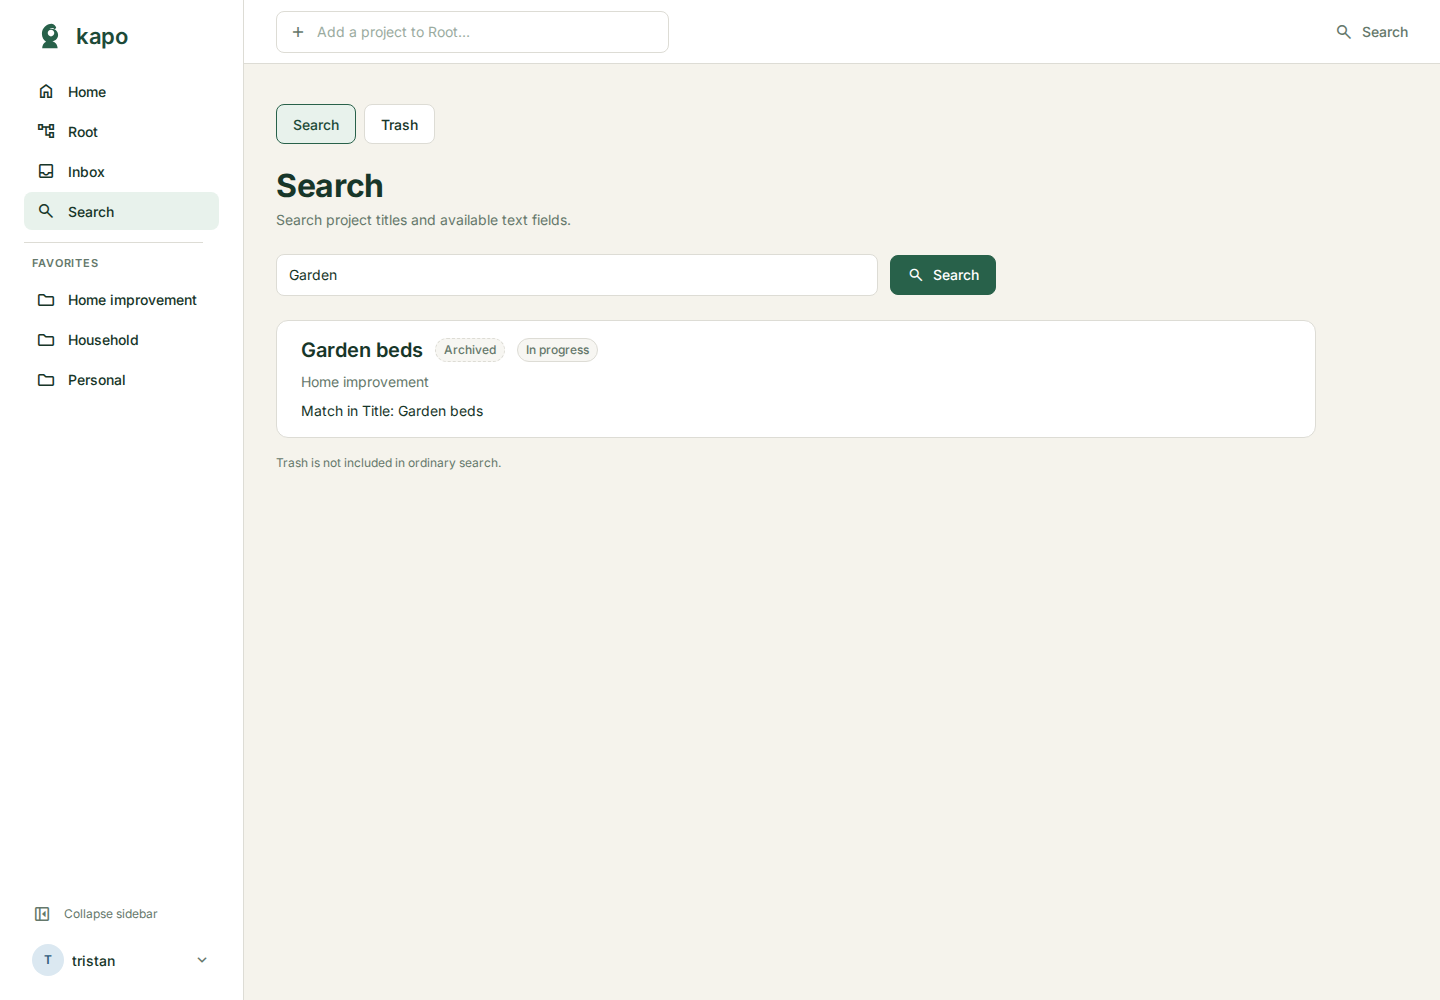 kapo
Home
Root
Inbox
Search
FAVORITES
Home improvement
Household
Personal
Collapse sidebar
T
tristan
Add a project to Root...
Search
Search
Trash
Search
Search project titles and available text fields.
Garden
Search
Garden beds
Archived
In progress
Home improvement
Match in Title: Garden beds
Trash is not included in ordinary search.